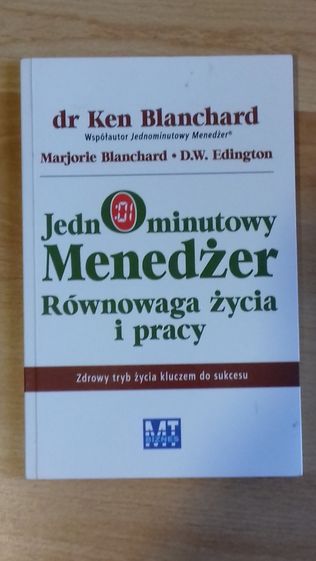 dr Ken Blanchard
Współautor Jednominutowy Menedżer®
Marjorie Blanchard • D.W. Edington
Jednominutowy
:01
Menedżer
Równowaga życia
i pracy
Zdrowy tryb życia kluczem do sukcesu
MT
BIZNES